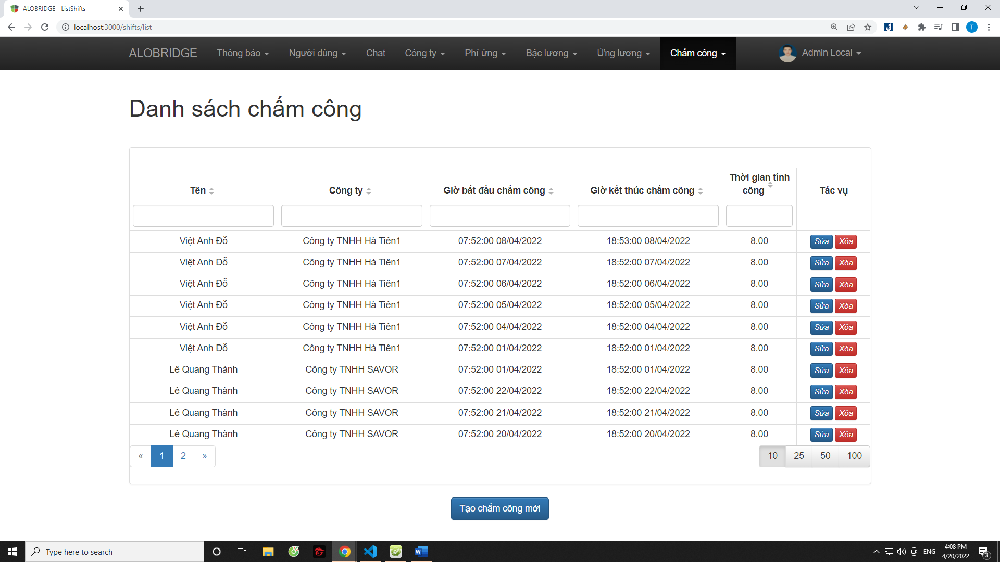 ALOBRIDGE - ListShifts
localhost:3000/shifts/list
T
ALOBRIDGE Thông báo Người dùng Chat Công ty Phí ứng Bậc lương Ứng lương Chấm công Admin Local
Danh sách chấm công
Tên Công ty Giờ bắt đầu chấm công Giờ kết thúc chấm công Thời gian tính công Tác vụ
Việt Anh Đỗ Công ty TNHH Hà Tiên1 07:52:00 08/04/2022 18:53:00 08/04/2022 8.00 Sửa Xóa
Việt Anh Đỗ Công ty TNHH Hà Tiên1 07:52:00 07/04/2022 18:52:00 07/04/2022 8.00 Sửa Xóa
Việt Anh Đỗ Công ty TNHH Hà Tiên1 07:52:00 06/04/2022 18:52:00 06/04/2022 8.00 Sửa Xóa
Việt Anh Đỗ Công ty TNHH Hà Tiên1 07:52:00 05/04/2022 18:52:00 05/04/2022 8.00 Sửa Xóa
Việt Anh Đỗ Công ty TNHH Hà Tiên1 07:52:00 04/04/2022 18:52:00 04/04/2022 8.00 Sửa Xóa
Việt Anh Đỗ Công ty TNHH Hà Tiên1 07:52:00 01/04/2022 18:52:00 01/04/2022 8.00 Sửa Xóa
Lê Quang Thành Công ty TNHH SAVOR 07:52:00 01/04/2022 18:52:00 01/04/2022 8.00 Sửa Xóa
Lê Quang Thành Công ty TNHH SAVOR 07:52:00 22/04/2022 18:52:00 22/04/2022 8.00 Sửa Xóa
Lê Quang Thành Công ty TNHH SAVOR 07:52:00 21/04/2022 18:52:00 21/04/2022 8.00 Sửa Xóa
Lê Quang Thành Công ty TNHH SAVOR 07:52:00 20/04/2022 18:52:00 20/04/2022 8.00 Sửa Xóa
« 1 2 » 10 25 50 100
Tạo chấm công mới
Type here to search
ENG
4:08 PM
4/20/2022
3